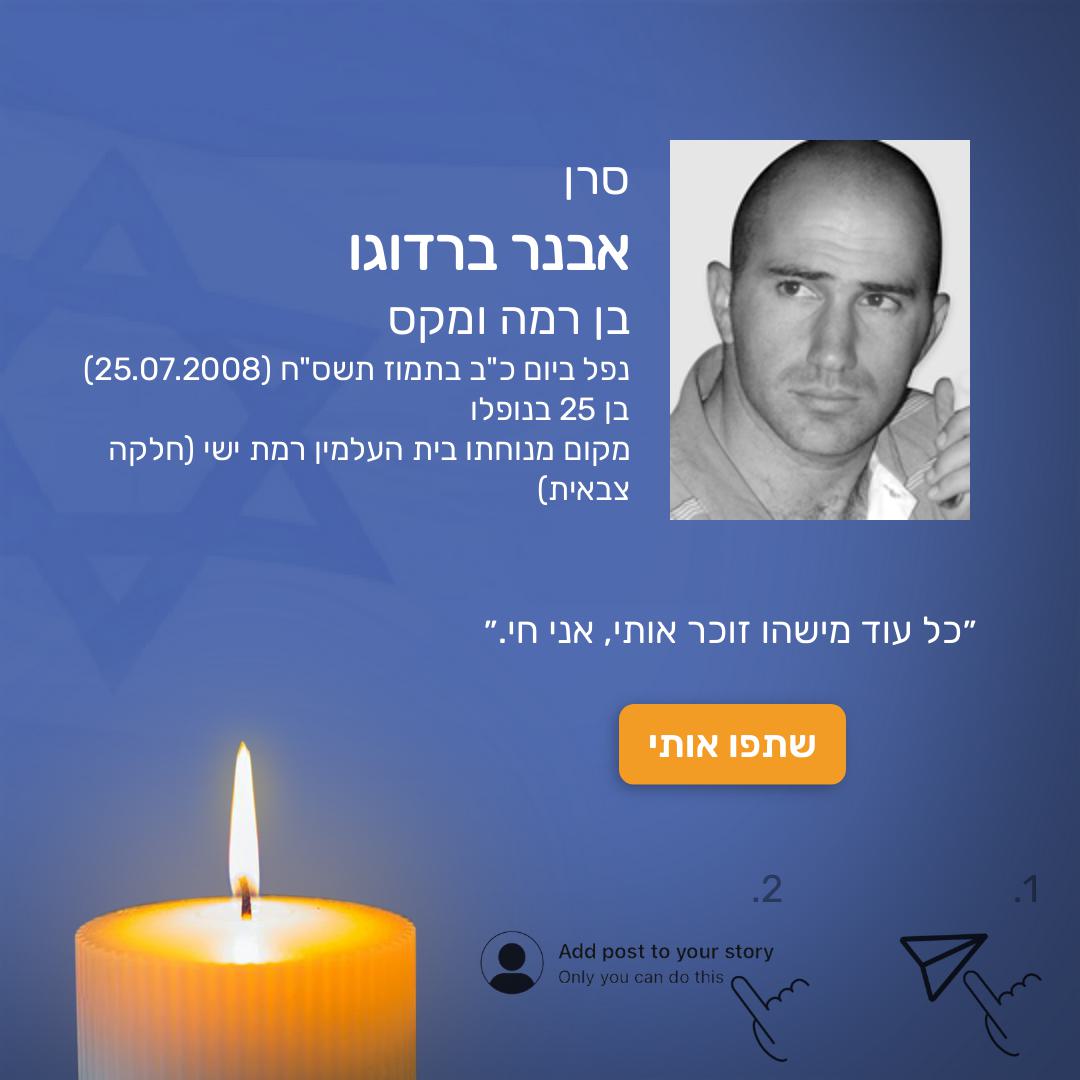 סרן
אבנר ברדוגו
בן רמה ומקס
נפל ביום כ"ב בתמוז תשס"ח (25.07.2008)
בן 25 בנופלו
מקום מנוחתו בית העלמין רמת ישי (חלקה
צבאית)
״כל עוד מישהו זוכר אותי, אני חי.״
שתפו אותי
1.
2.
Add post to your story
Only you can do this